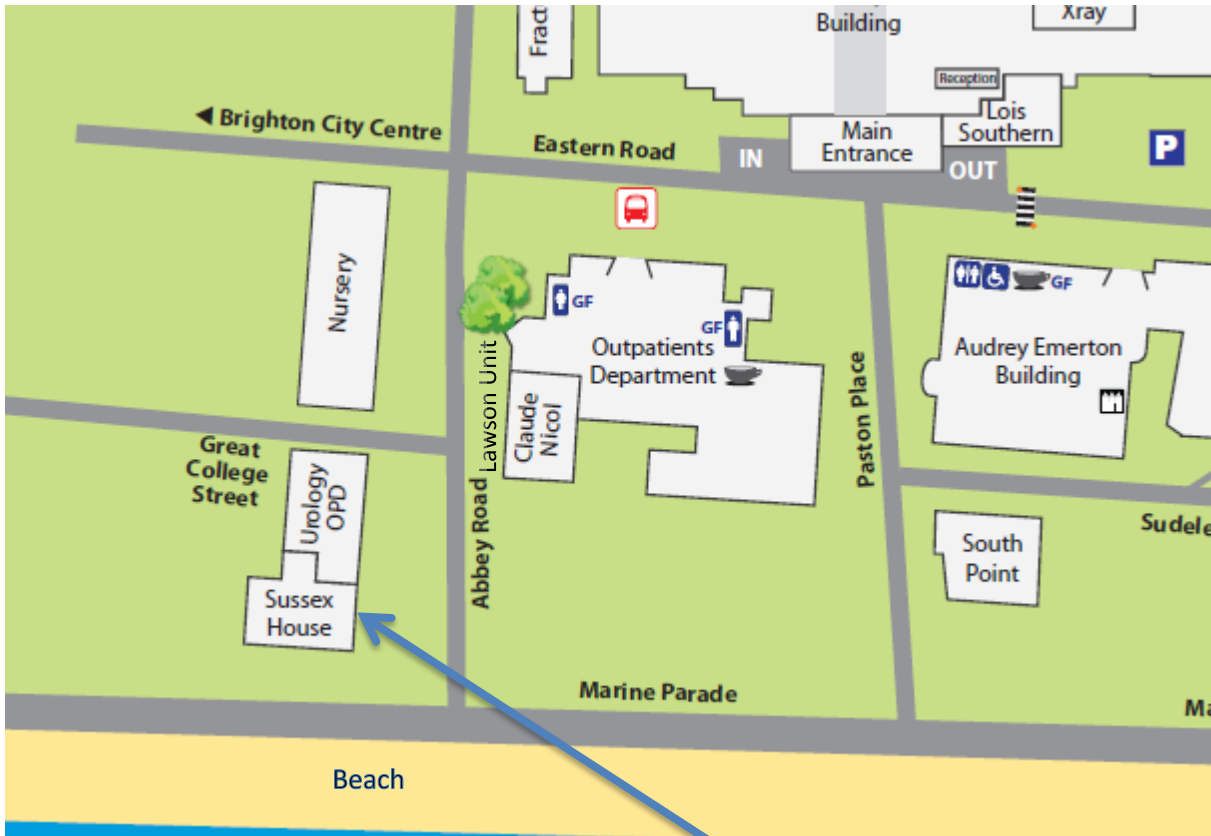 Fract
Building
Xray
Reception
Lois
Southern
Main
Entrance
◄ Brighton City Centre
Eastern Road
IN
OUT
P
Nursery
GF
GF
GF
Lawson Unit
Outpatients
Department
Claude
Nicol
Paston Place
Audrey Emerton
Building
Great
College
Street
Urology
OPD
Abbey Road
Sussex
House
South
Point
Sudele
Marine Parade
Ma
Beach